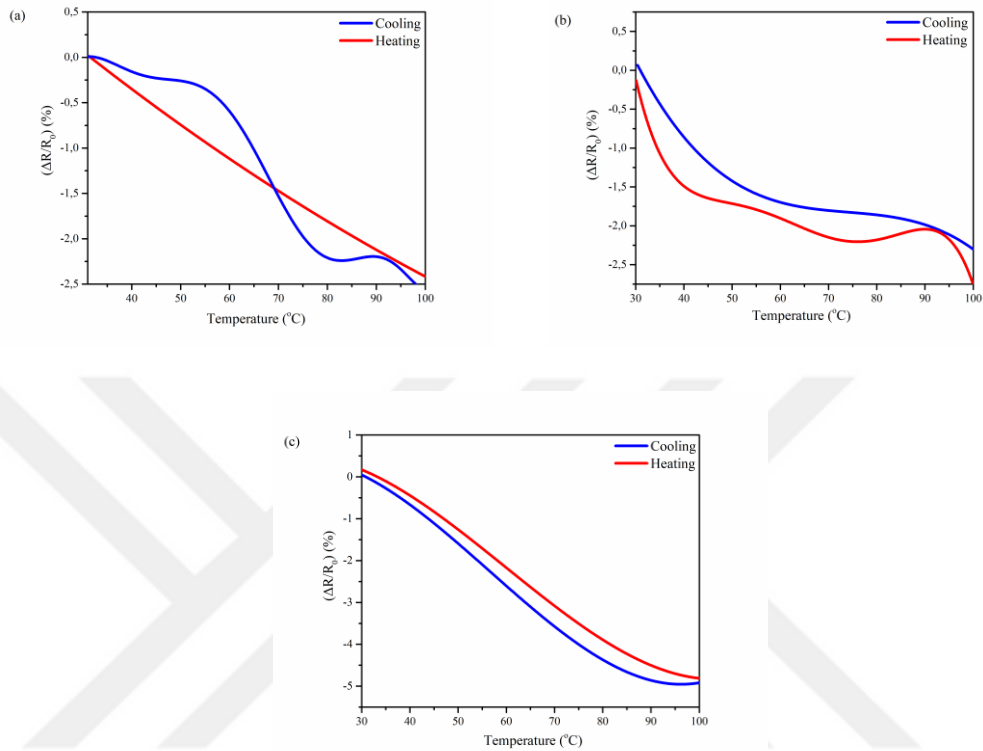 (a)
Cooling
Heating
0,5
0,0
-0,5
-1,0
-1,5
-2,0
-2,5
(ΔR/R₀) (%)
40 50 60 70 80 90 100
Temperature (°C)
(b)
Cooling
Heating
0,5
0,0
-0,5
-1,0
-1,5
-2,0
-2,5
(ΔR/R₀) (%)
30 40 50 60 70 80 90 100
Temperature (°C)
(c)
Cooling
Heating
1
0
-1
-2
-3
-4
-5
(ΔR/R₀) (%)
30 40 50 60 70 80 90 100
Temperature (°C)